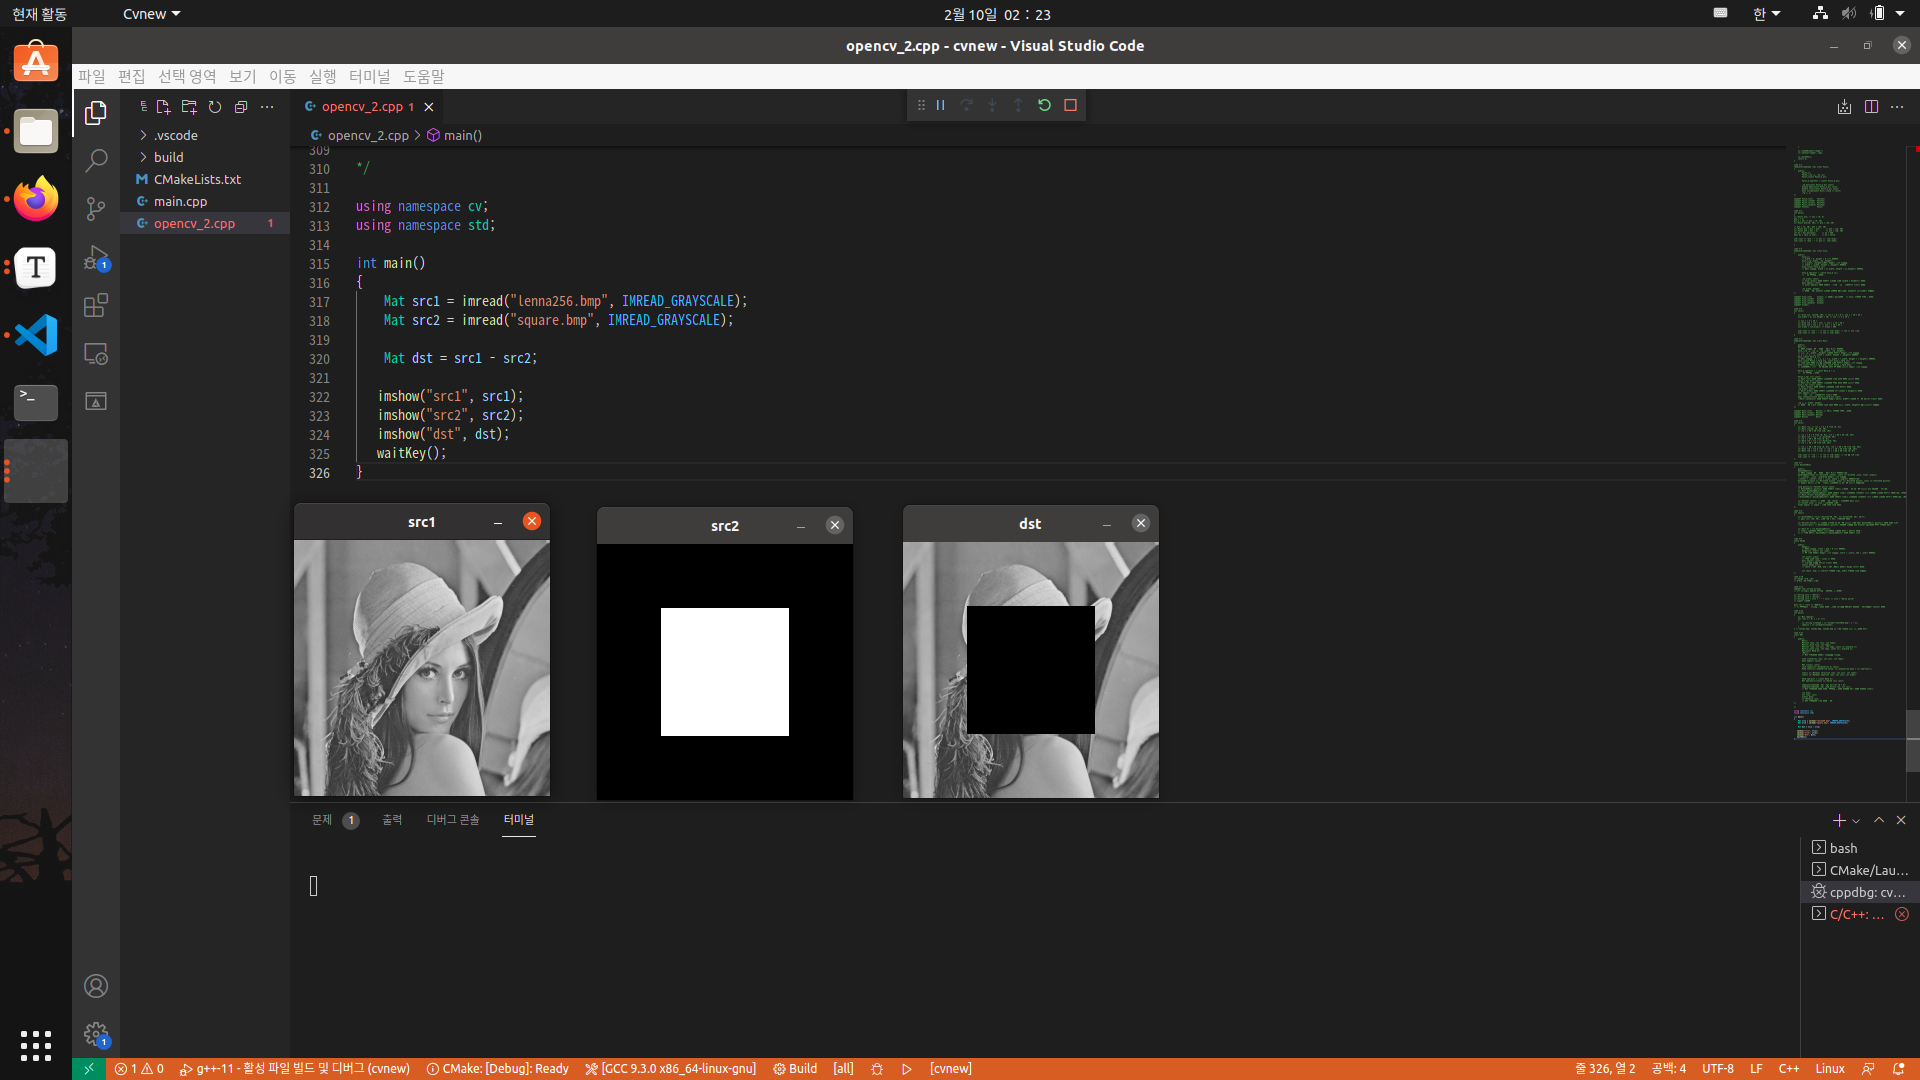 현재 활동
Cvnew
2월 10일 02 : 23
한
opencv_2.cpp - cvnew - Visual Studio Code
파일 편집 선택 영역 보기 이동 실행 터미널 도움말
opencv_2.cpp 1
opencv_2.cpp > main()
.vscode
build
CMakeLists.txt
main.cpp
opencv_2.cpp 1
309
310 */
311
312 using namespace cv;
313 using namespace std;
314
315 int main()
316 {
317 Mat src1 = imread("lenna256.bmp", IMREAD_GRAYSCALE);
318 Mat src2 = imread("square.bmp", IMREAD_GRAYSCALE);
319
320 Mat dst = src1 - src2;
321
322 imshow("src1", src1);
323 imshow("src2", src2);
324 imshow("dst", dst);
325 waitKey();
326 }
src1
src2
dst
문제 1 출력 디버그 콘솔 터미널
bash
CMake/Lau...
cppdbg: cv...
C/C++: ...
1
1
1 0 g++-11 - 활성 파일 빌드 및 디버그 (cvnew) CMake: [Debug]: Ready [GCC 9.3.0 x86_64-linux-gnu] Build [all] [cvnew] 줄 326, 열 2 공백: 4 UTF-8 LF C++ Linux